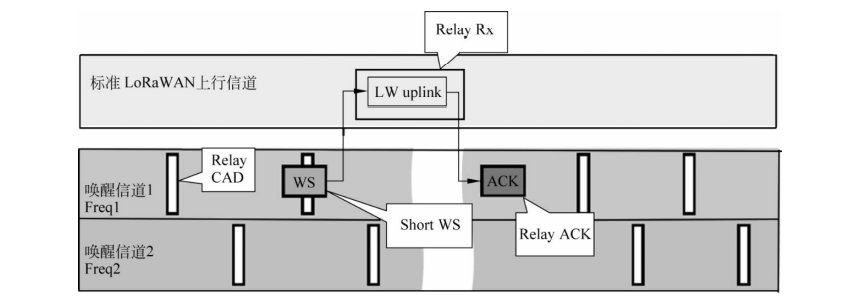 Relay Rx
标准 LoRaWAN上行信道
LW uplink
Relay
CAD
唤醒信道1
Freq1
WS
ACK
Short WS
Relay ACK
唤醒信道2
Freq2